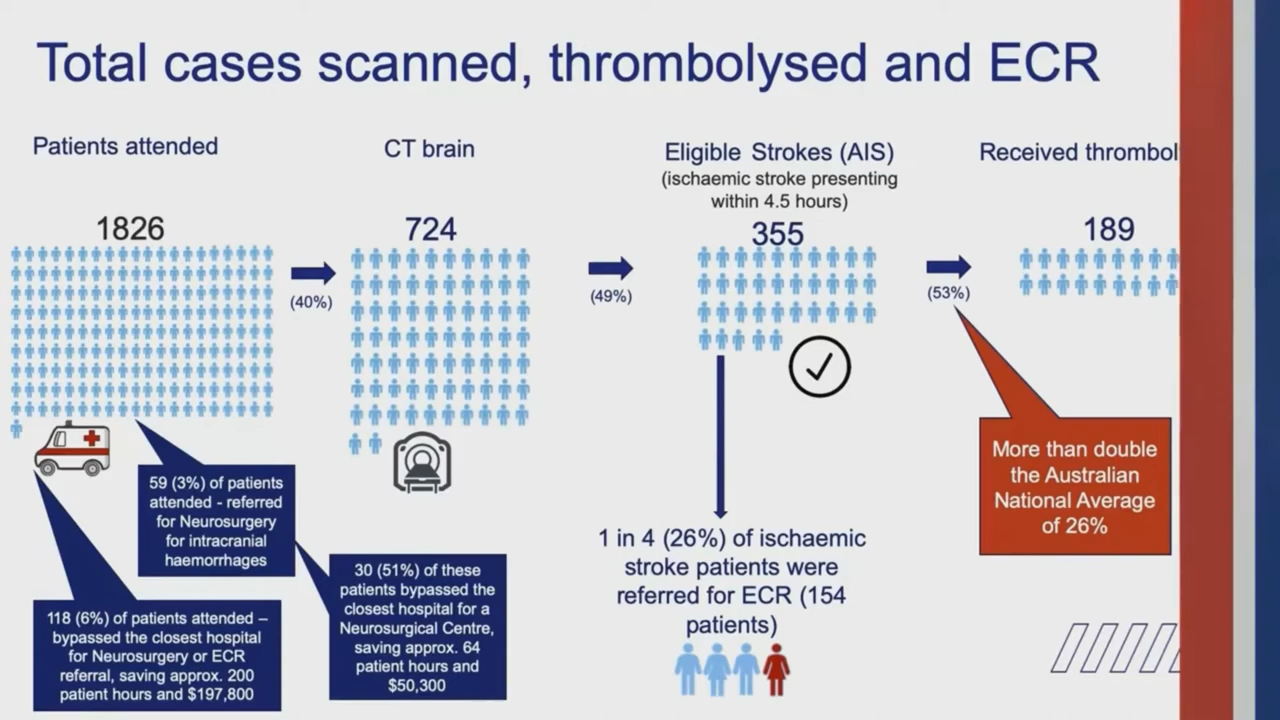 Total cases scanned, thrombolysed and ECR
Patients attended
1826
(40%)
CT brain
724
(49%)
Eligible Strokes (AIS)
(ischaemic stroke presenting
within 4.5 hours)
355
(53%)
Received thrombol
189
More than double
the Australian
National Average
of 26%
59 (3%) of patients
attended - referred
for Neurosurgery
for intracranial
haemorrhages
118 (6%) of patients attended –
bypassed the closest hospital
for Neurosurgery or ECR
referral, saving approx. 200
patient hours and $197,800
30 (51%) of these
patients bypassed the
closest hospital for a
Neurosurgical Centre,
saving approx. 64
patient hours and
$50,300
1 in 4 (26%) of ischaemic
stroke patients were
referred for ECR (154
patients)